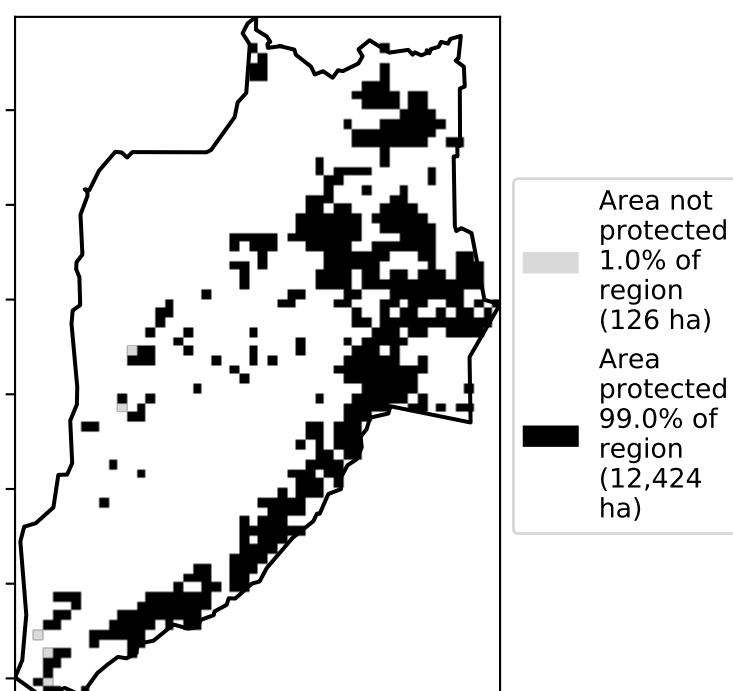 Area not
protected
1.0% of
region
(126 ha)
Area
protected
99.0% of
region
(12,424
ha)